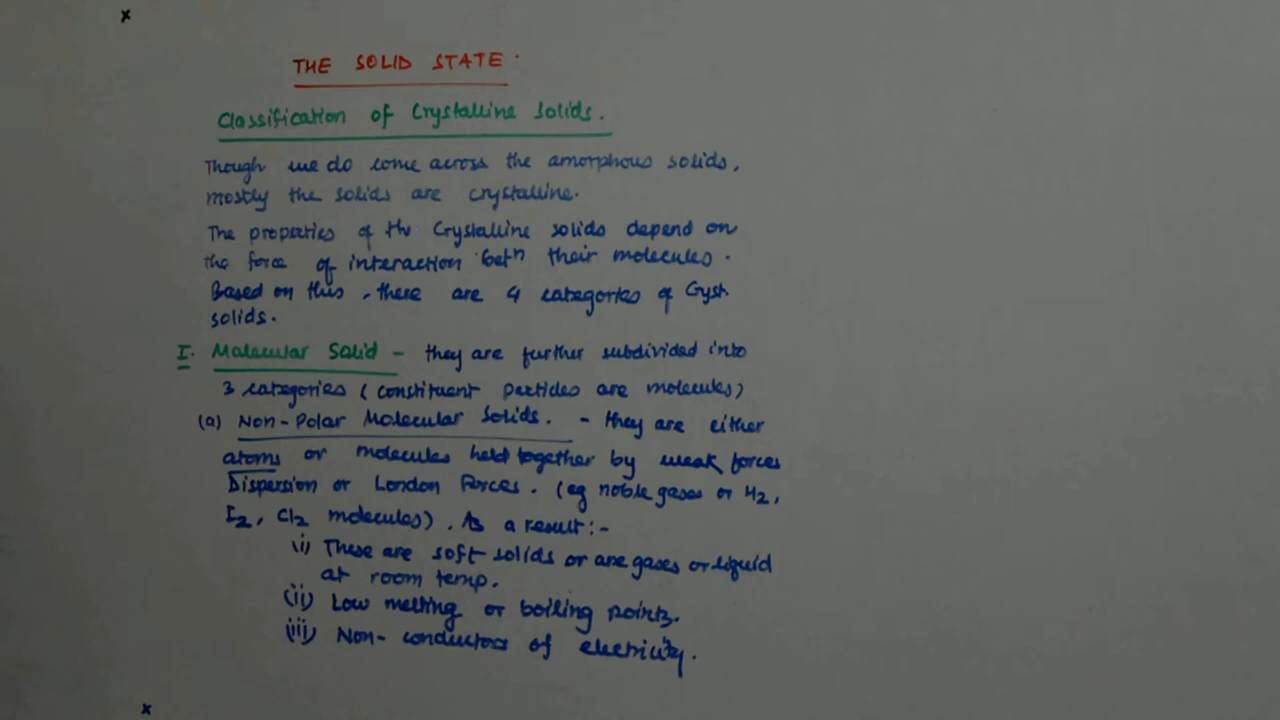 THE SOLID STATE.
Classification of Crystalline Solids.
Though we do come across the amorphous solids,
mostly the solids are crystalline.
The properties of the Crystalline solids depend on
the force of interaction betn their molecules.
Based on this, there are 4 categories of Cryst.
solids.
I. Molecular Solid - they are further subdivided into
3 categories (constituent particles are molecules)
(a) Non-Polar Molecular Solids. - they are either
atoms or molecules held together by weak forces
Dispersion or London Forces. (eg noble gases or H2,
I2, Cl2 molecules). As a result:-
(i) These are soft solids or are gases or liquid
at room temp.
(ii) Low melting or boiling points.
(iii) Non-conductors of electricity.